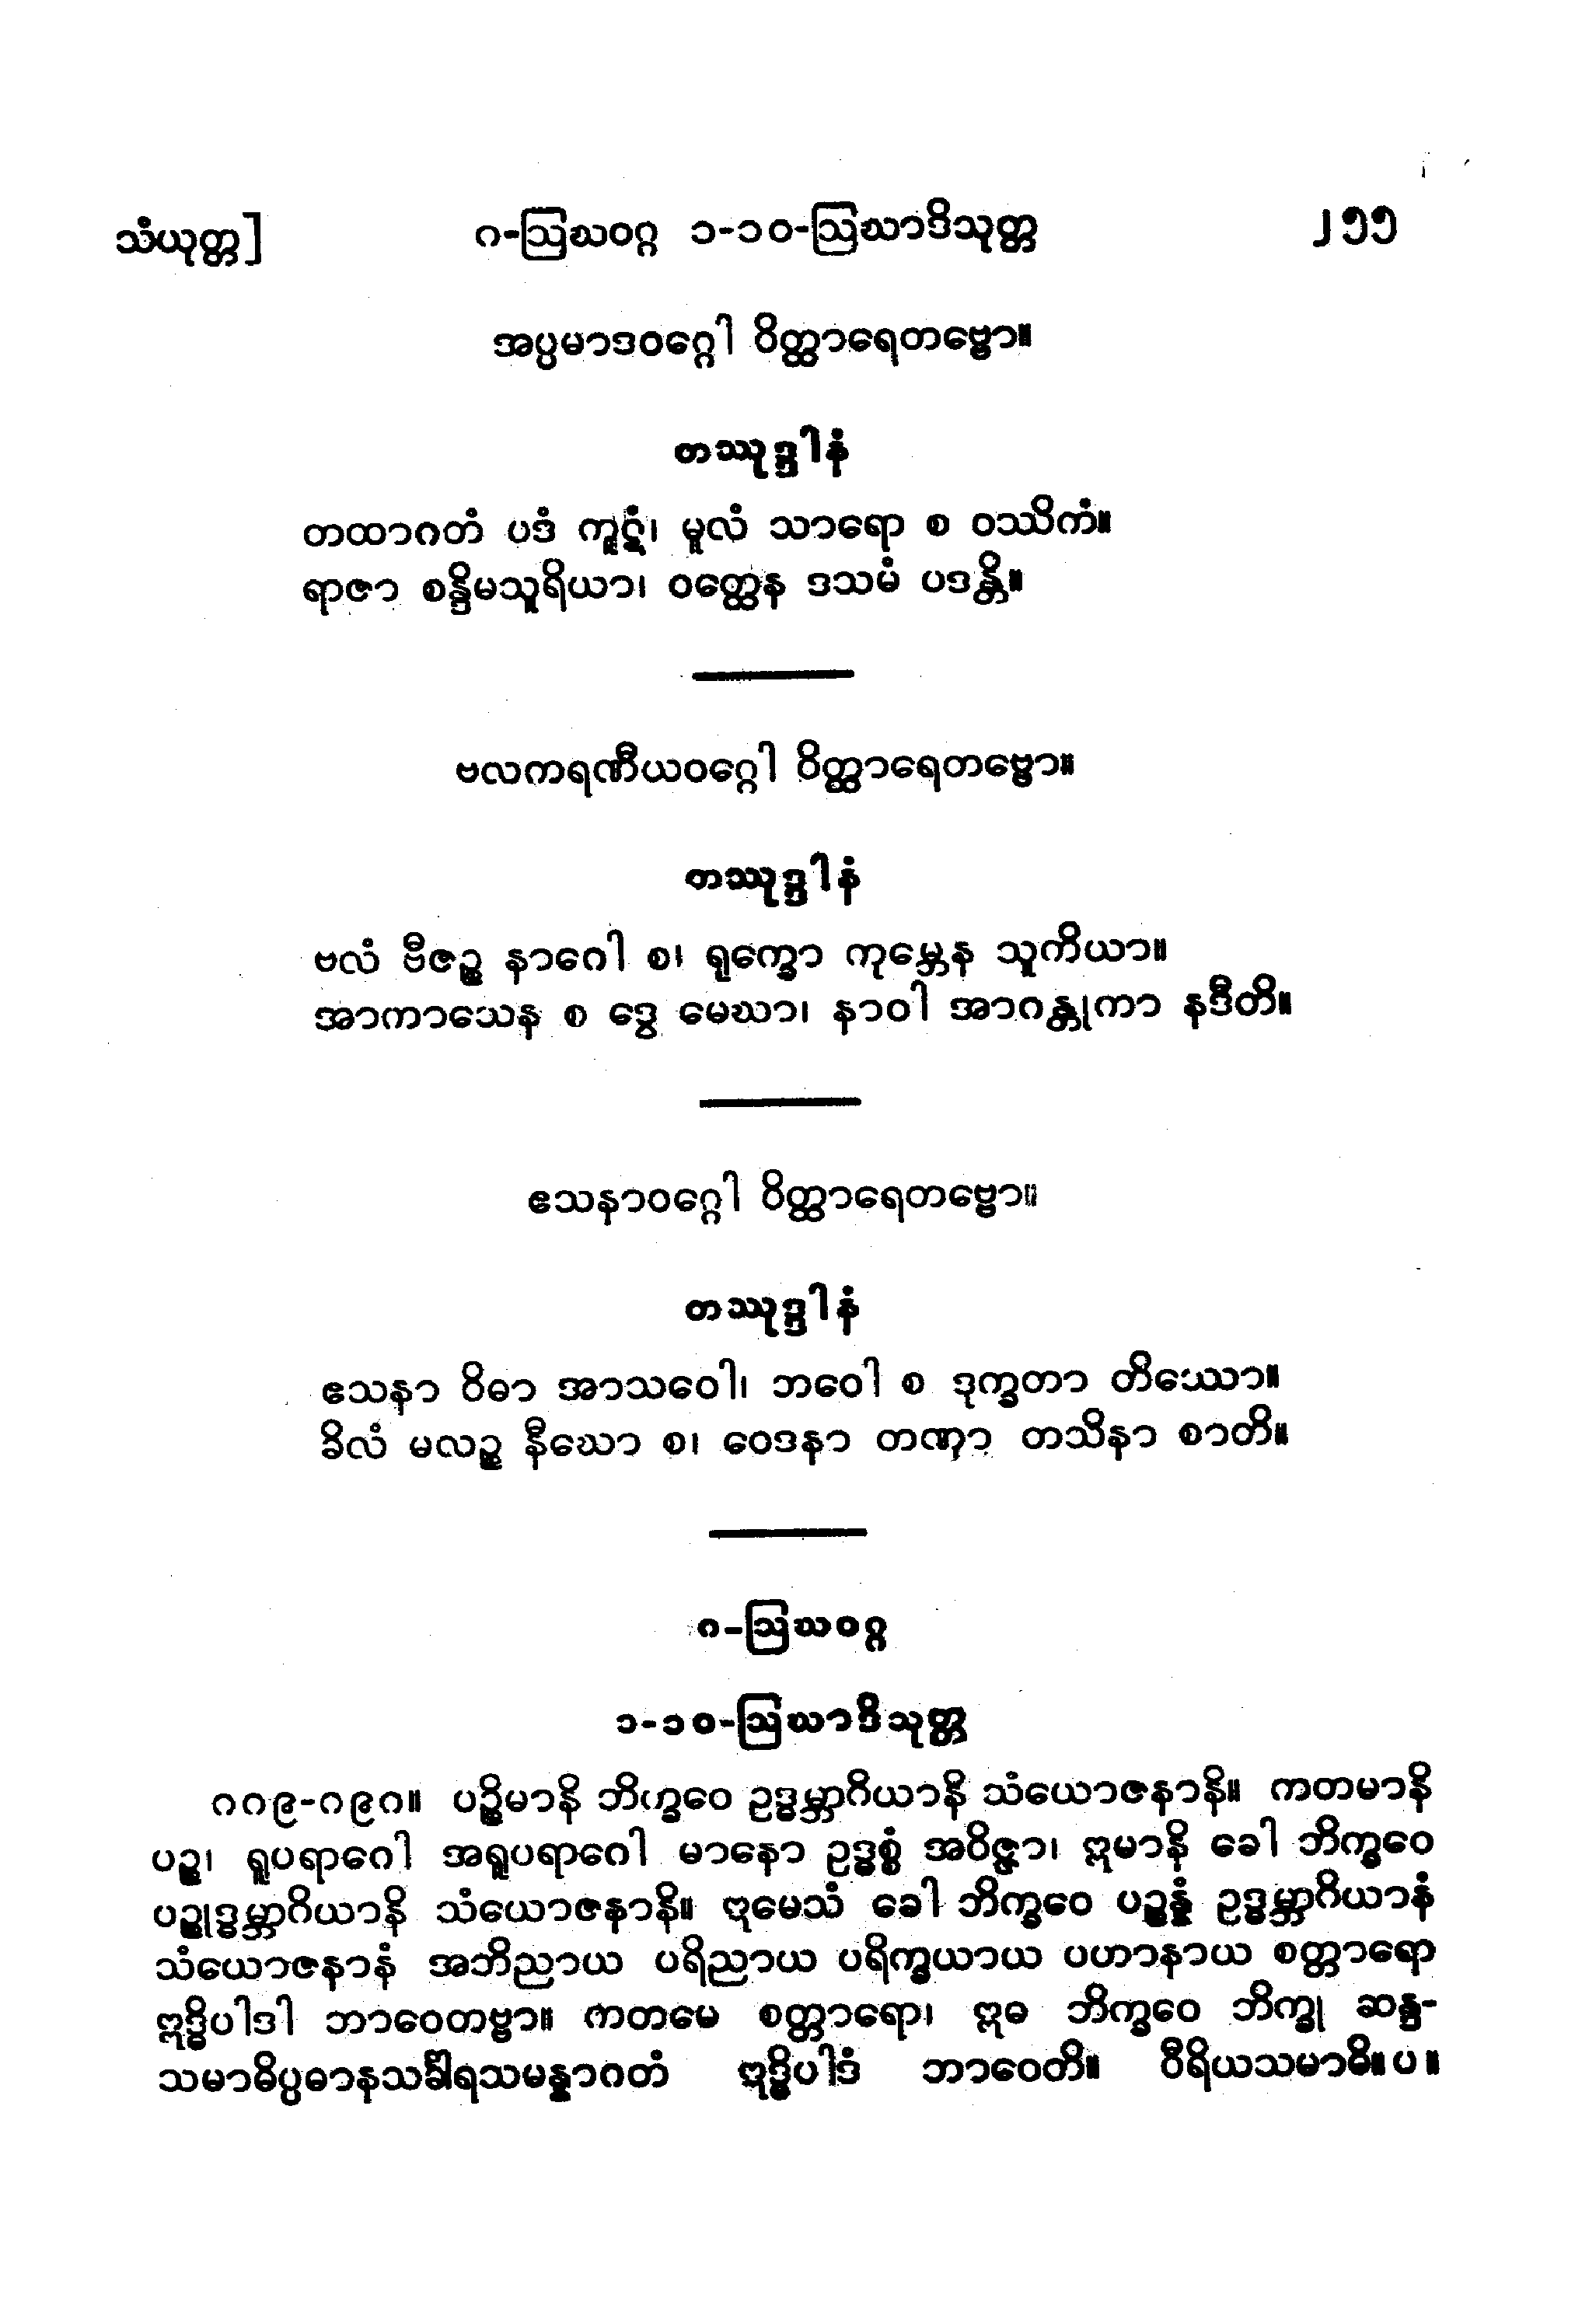 သံယုတ္တ]
၈-ဩဃဝဂ္ဂ ၁-၁၀-ဩဃာဒိသုတ္တ
၂၅၅
အပ္ပမာဒဝဂ္ဂေါ ဝိတ္ထာရေတဗ္ဗော။
တဿုဒ္ဒါနံ
တထာဂတံ ပဒံ ကူဋံ၊ မူလံ သာရော စ ဝဿိကံ။
ရာဇာ စန္ဒိမသူရိယာ၊ ဝတ္ထေန ဒသမံ ပဒန္တိ။
ဗလကရဏီယဝဂ္ဂေါ ဝိတ္ထာရေတဗ္ဗော။
တဿုဒ္ဒါနံ
ဗလံ ဗီဇဉ္စ နာဂေါ စ၊ ရုက္ခော ကုမ္ဘေန သူကိယာ။
အာကာသေန စ ဒွေ မေဃာ၊ နာဝါ အာဂန္တုကာ နဒီတိ။
ဧသနာဝဂ္ဂေါ ဝိတ္ထာရေတဗ္ဗော။
တဿုဒ္ဒါနံ
ဧသနာ ဝိဓာ အာသဝေါ၊ ဘဝေါ စ ဒုက္ခတာ တိဿော။
ခိလံ မလဉ္စ နီဃော စ၊ ဝေဒနာ တဏှာ တသိနာ စာတိ။
၈-ဩဃဝဂ္ဂ
၁-၁၀-ဩဃာဒိသုတ္တ
၈၈၉-၈၉၈။ ပဉ္စိမာနိ ဘိက္ခဝေ ဥဒ္ဓမ္ဘာဂိယာနိ သံယောဇနာနိ။ ကတမာနိ
ပဉ္စ၊ ရူပရာဂေါ အရူပရာဂေါ မာနော ဥဒ္ဓစ္စံ အဝိဇ္ဇာ၊ ဣမာနိ ခေါ ဘိက္ခဝေ
ပဉ္စုဒ္ဓမ္ဘာဂိယာနိ သံယောဇနာနိ။ ဣမေသံ ခေါ ဘိက္ခဝေ ပဉ္စန္နံ ဥဒ္ဓမ္ဘာဂိယာနံ
သံယောဇနာနံ အဘိညာယ ပရိညာယ ပရိက္ခယာယ ပဟာနာယ စတ္တာရော
ဣဒ္ဓိပါဒါ ဘာဝေတဗ္ဗာ။ ကတမေ စတ္တာရော၊ ဣဓ ဘိက္ခဝေ ဘိက္ခု ဆန္ဒ-
သမာဓိပ္ပဓာနသင်္ခါရသမန္နာဂတံ ဣဒ္ဓိပါဒံ ဘာဝေတိ။ ဝီရိယသမာဓိ။ပ။